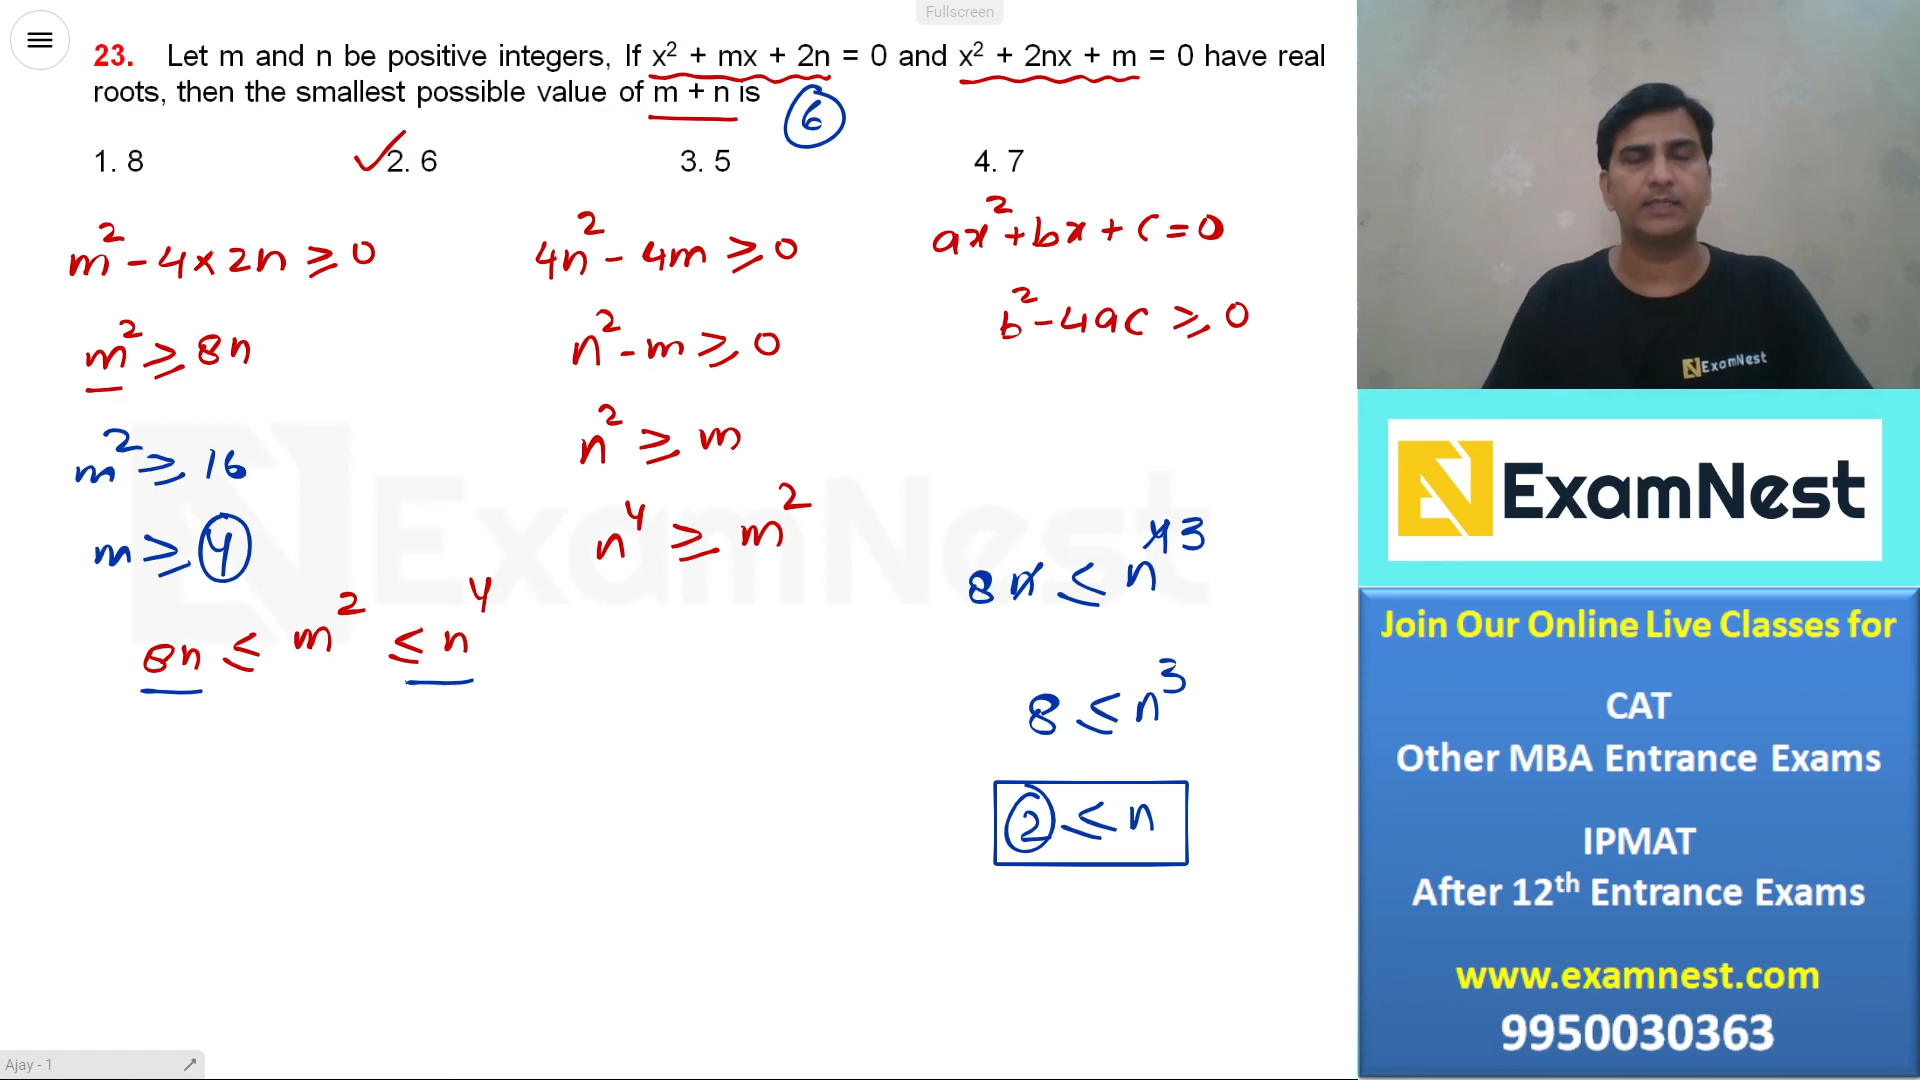 Fullscreen
23. Let m and n be positive integers, If x² + mx + 2n = 0 and x² + 2nx + m = 0 have real
roots, then the smallest possible value of m + n is
6
1. 8 2. 6 3. 5 4. 7
m² - 4 × 2n ≥ 0
m² ≥ 8n
m² ≥ 16
m ≥ 4
8n ≤ m² ≤ n⁴
4n² - 4m ≥ 0
n² - m ≥ 0
n² ≥ m
n⁴ ≥ m²
ax² + bx + c = 0
b² - 4ac ≥ 0
8n ≤ n⁴ 3
8 ≤ n³
2 ≤ n
ExamNest
ExamNest
ExamNest
Join Our Online Live Classes for
CAT
Other MBA Entrance Exams
IPMAT
After 12th Entrance Exams
www.examnest.com
9950030363
Ajay - 1